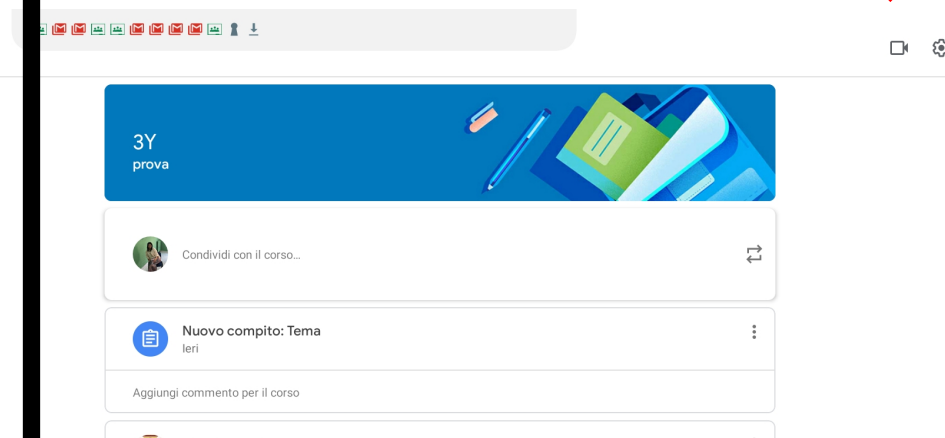 3Y
prova
Condividi con il corso...
Nuovo compito: Tema
Ieri
Aggiungi commento per il corso